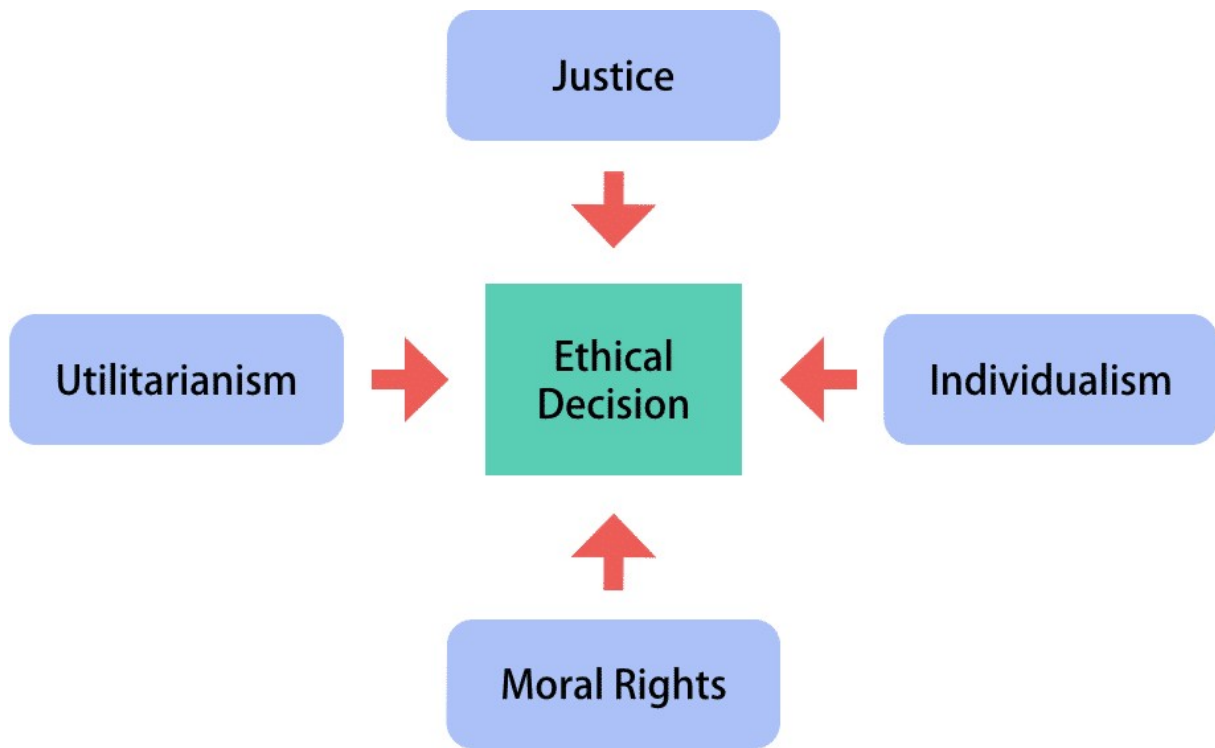 Justice
Utilitarianism
Ethical
Decision
Individualism
Moral Rights